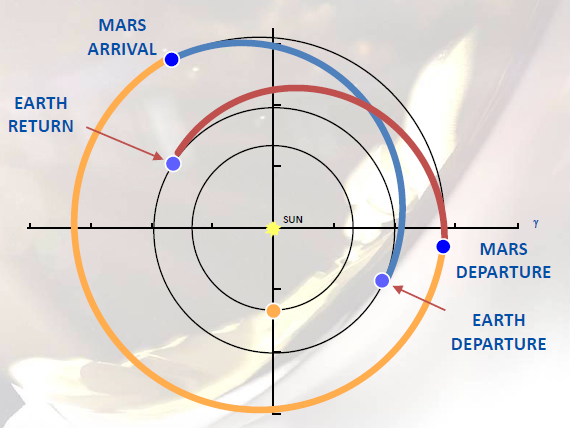 MARS
ARRIVAL
EARTH
RETURN
SUN
γ
MARS
DEPARTURE
EARTH
DEPARTURE